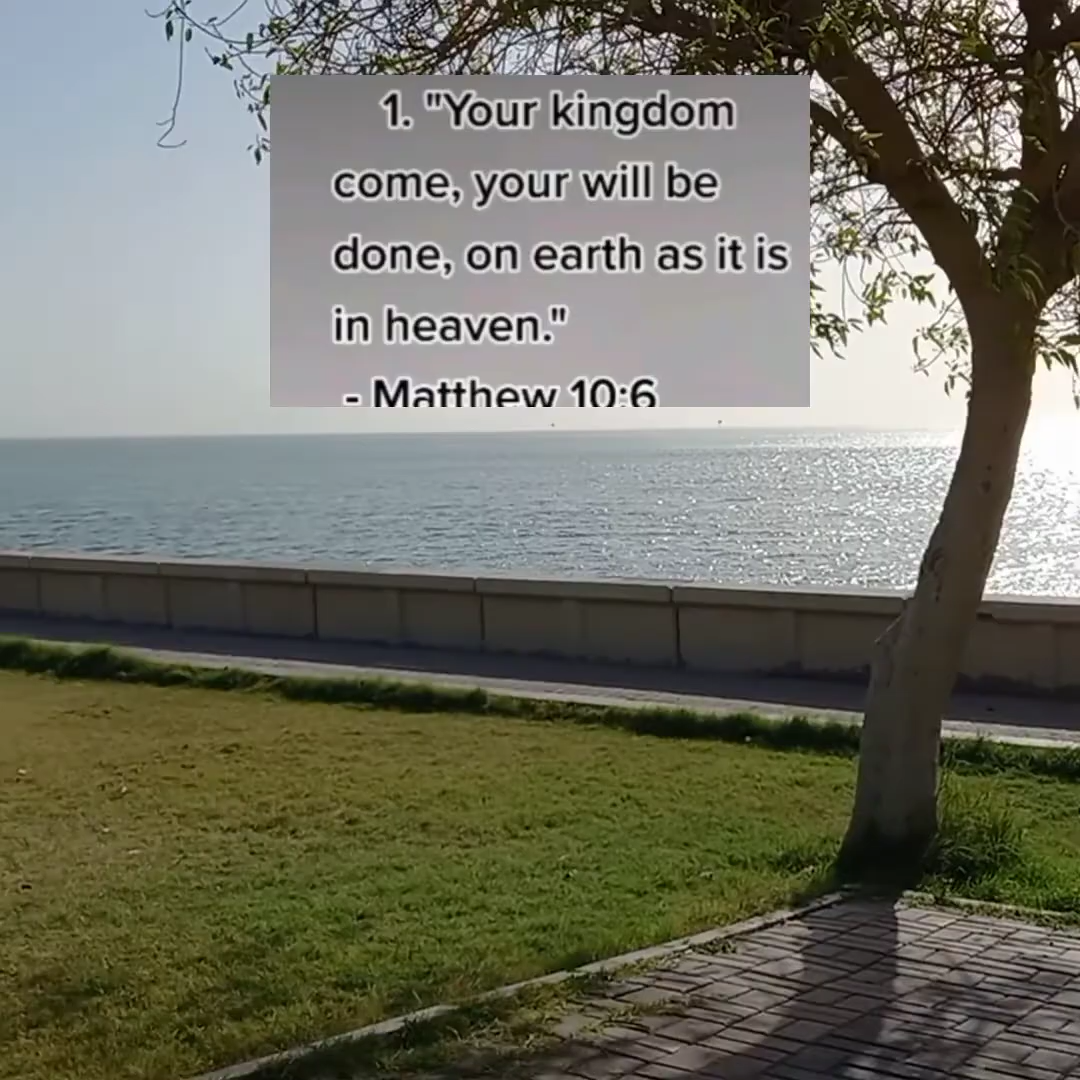 1. "Your kingdom
come, your will be
done, on earth as it is
in heaven."
- Matthew 10:6